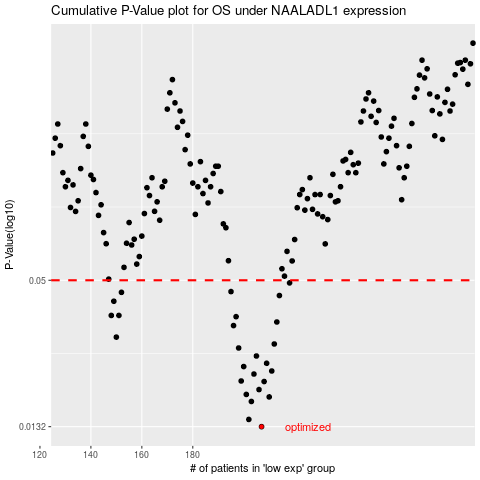 Cumulative P-Value plot for OS under NAALADL1 expression
P-Value(log10)
0.05
0.0132
optimized
120 140 160 180
# of patients in 'low exp' group